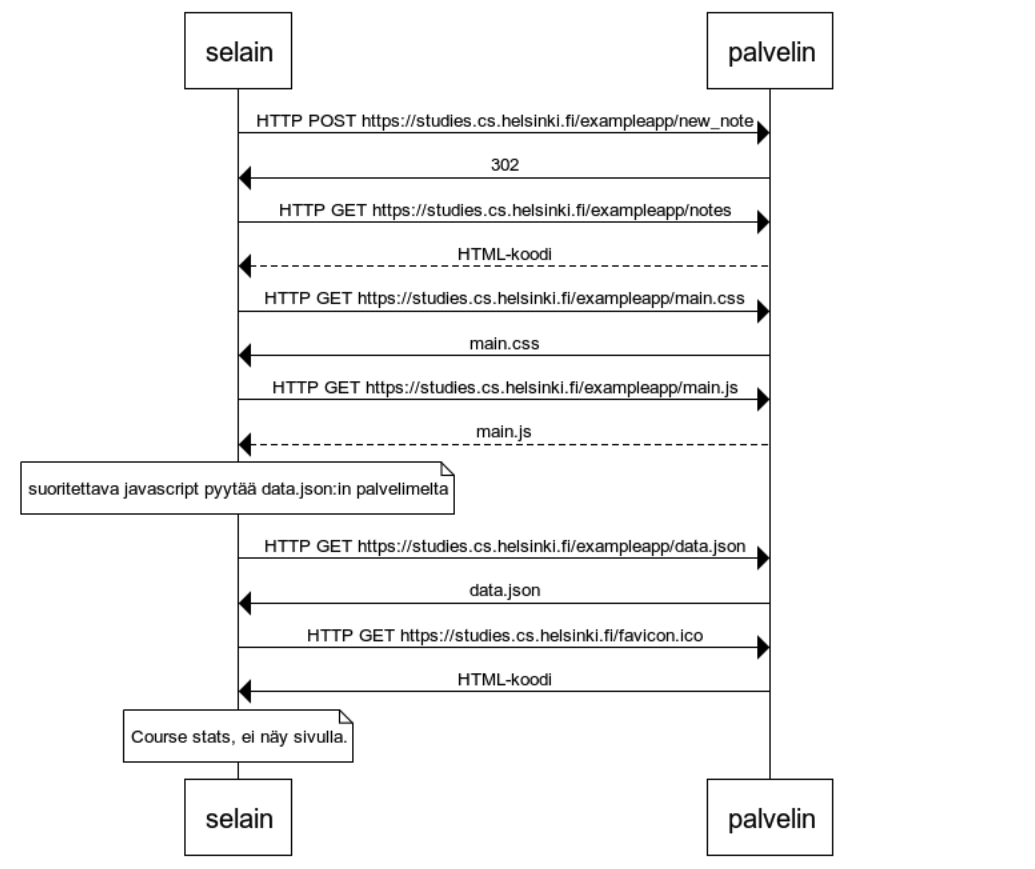 selain
palvelin
HTTP POST https://studies.cs.helsinki.fi/exampleapp/new_note
302
HTTP GET https://studies.cs.helsinki.fi/exampleapp/notes
HTML-koodi
HTTP GET https://studies.cs.helsinki.fi/exampleapp/main.css
main.css
HTTP GET https://studies.cs.helsinki.fi/exampleapp/main.js
main.js
suoritettava javascript pyytää data.json:in palvelimelta
HTTP GET https://studies.cs.helsinki.fi/exampleapp/data.json
data.json
HTTP GET https://studies.cs.helsinki.fi/favicon.ico
HTML-koodi
Course stats, ei näy sivulla.
selain
palvelin